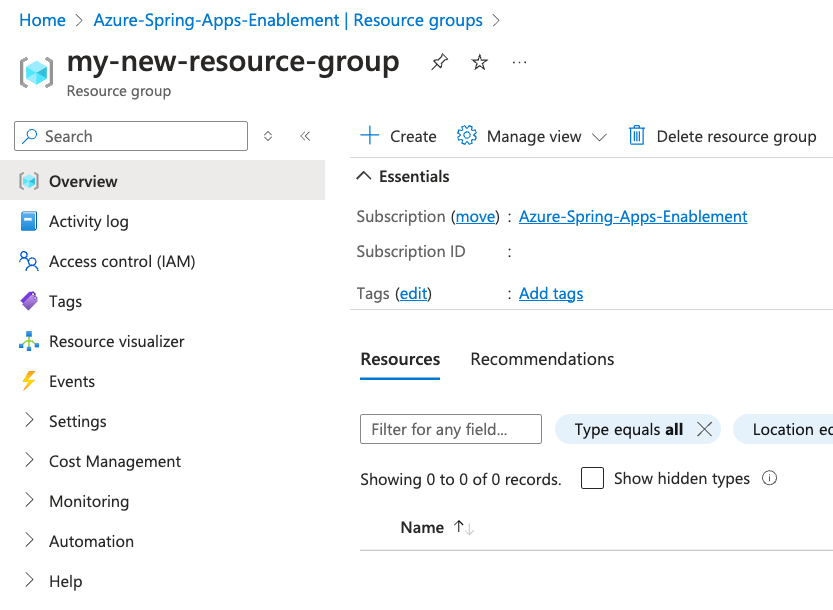 Home > Azure-Spring-Apps-Enablement | Resource groups >
my-new-resource-group ...
Resource group
Search
+ Create Manage view Delete resource group
Overview
Activity log
Access control (IAM)
Tags
Resource visualizer
Events
Settings
Cost Management
Monitoring
Automation
Help
Essentials
Subscription (move) : Azure-Spring-Apps-Enablement
Subscription ID :
Tags (edit) : Add tags
Resources Recommendations
Filter for any field... Type equals all Location
Showing 0 to 0 of 0 records. Show hidden types
Name ↑↓